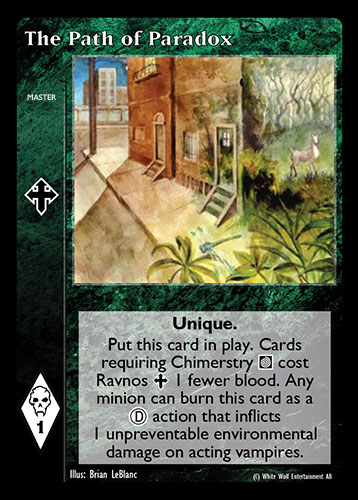 The Path of Paradox
MASTER
Unique.
Put this card in play. Cards
requiring Chimerstry cost
Ravnos 1 fewer blood. Any
minion can burn this card as a
D action that inflicts
1 unpreventable environmental
damage on acting vampires.
1
Illus: Brian LeBlanc
(C) White Wolf Entertainment AB